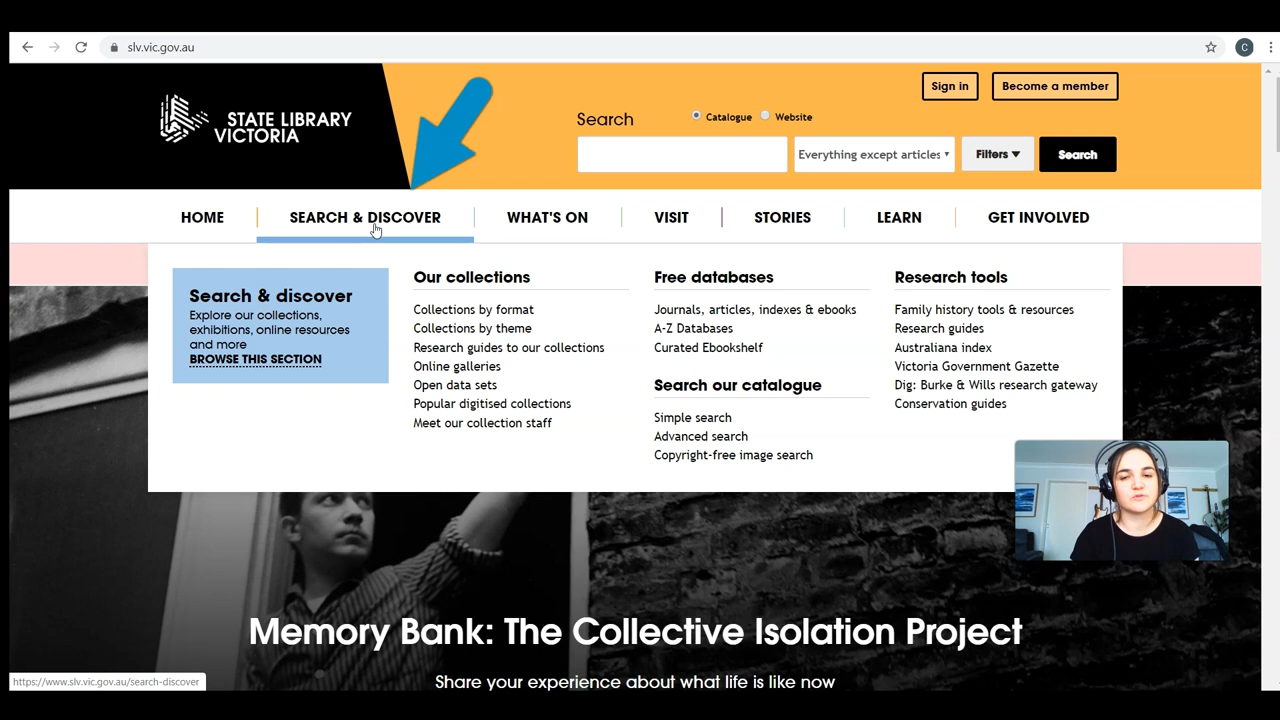 slv.vic.gov.au
C
Sign in
Become a member
STATE LIBRARY
VICTORIA
Search
Catalogue
Website
Everything except articles
Filters
Search
HOME
SEARCH & DISCOVER
WHAT'S ON
VISIT
STORIES
LEARN
GET INVOLVED
Search & discover
Explore our collections,
exhibitions, online resources
and more
BROWSE THIS SECTION
Our collections
Collections by format
Collections by theme
Research guides to our collections
Online galleries
Open data sets
Popular digitised collections
Meet our collection staff
Free databases
Journals, articles, indexes & ebooks
A-Z Databases
Curated Ebookshelf
Search our catalogue
Simple search
Advanced search
Copyright-free image search
Research tools
Family history tools & resources
Research guides
Australiana index
Victoria Government Gazette
Dig: Burke & Wills research gateway
Conservation guides
Memory Bank: The Collective Isolation Project
Share your experience about what life is like now
https://www.slv.vic.gov.au/search-discover